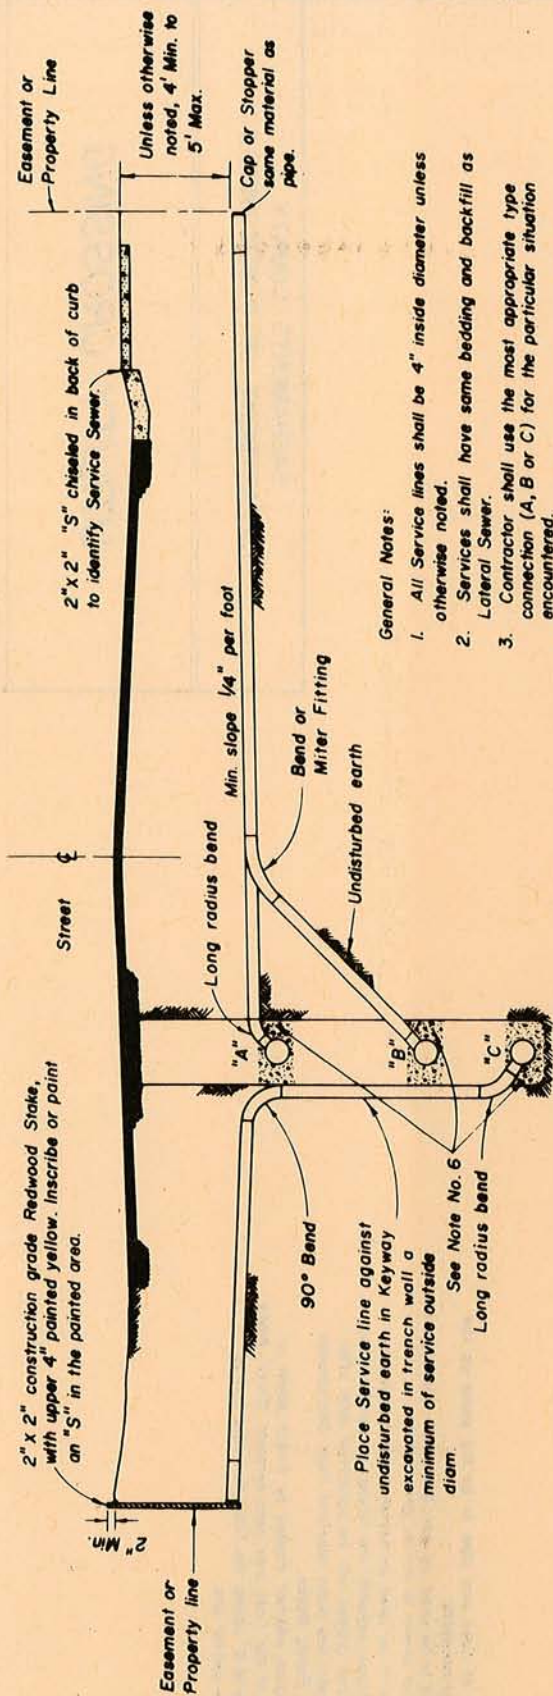 2" x 2" construction grade Redwood Stake,
with upper 4" painted yellow. Inscribe or paint
an "S" in the painted area.
2" Min.
Easement or
Property line
Street
℄
2" x 2" "S" chiseled in back of curb
to identify Service Sewer.
Easement or
Property Line
Unless otherwise
noted, 4' Min. to
5' Max.
Cap or Stopper
same material as
pipe.
Min. slope 1/4" per foot
Long radius bend
Bend or
Miter Fitting
Undisturbed earth
"A"
"B"
"C"
90° Bend
Place Service line against
undisturbed earth in Keyway
excavated in trench wall a
minimum of service outside
diam.
See Note No. 6
Long radius bend
General Notes:
1. All Service lines shall be 4" inside diameter unless
otherwise noted.
2. Services shall have same bedding and backfill as
Lateral Sewer.
3. Contractor shall use the most appropriate type
connection (A, B or C) for the particular situation
encountered.